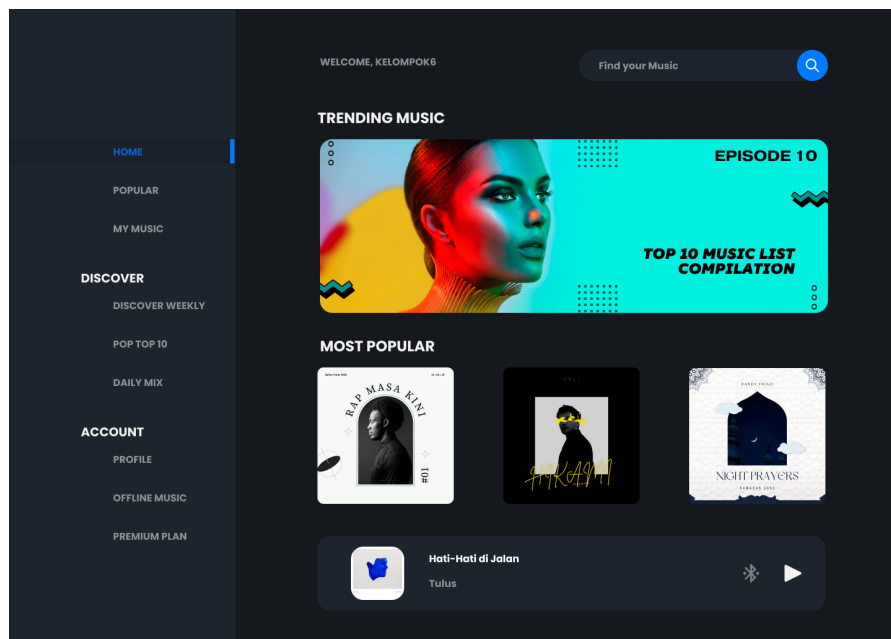 WELCOME, KELOMPOK6
Find your Music
HOME
POPULAR
MY MUSIC
DISCOVER
DISCOVER WEEKLY
POP TOP 10
DAILY MIX
ACCOUNT
PROFILE
OFFLINE MUSIC
PREMIUM PLAN
TRENDING MUSIC
EPISODE 10
TOP 10 MUSIC LIST
COMPILATION
MOST POPULAR
RAP MASA KINI
#01
HIKAM
NIGHT PRAYERS
Hati-Hati di Jalan
Tulus